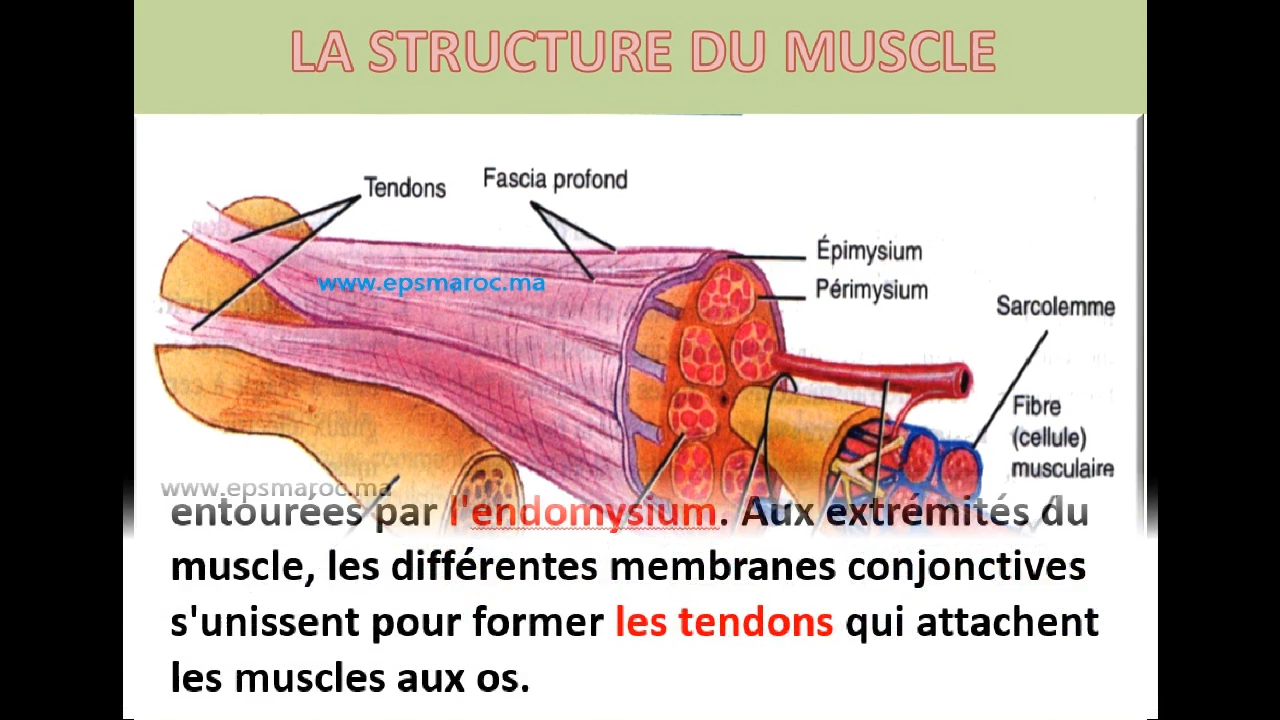 LA STRUCTURE DU MUSCLE
Tendons
Fascia profond
Épimysium
www.epsmaroc.ma
Périmysium
Sarcolemme
Fibre
(cellule)
musculaire
www.epsmaroc.ma
entourées par l'endomysium. Aux extrémités du
muscle, les différentes membranes conjonctives
s'unissent pour former les tendons qui attachent
les muscles aux os.